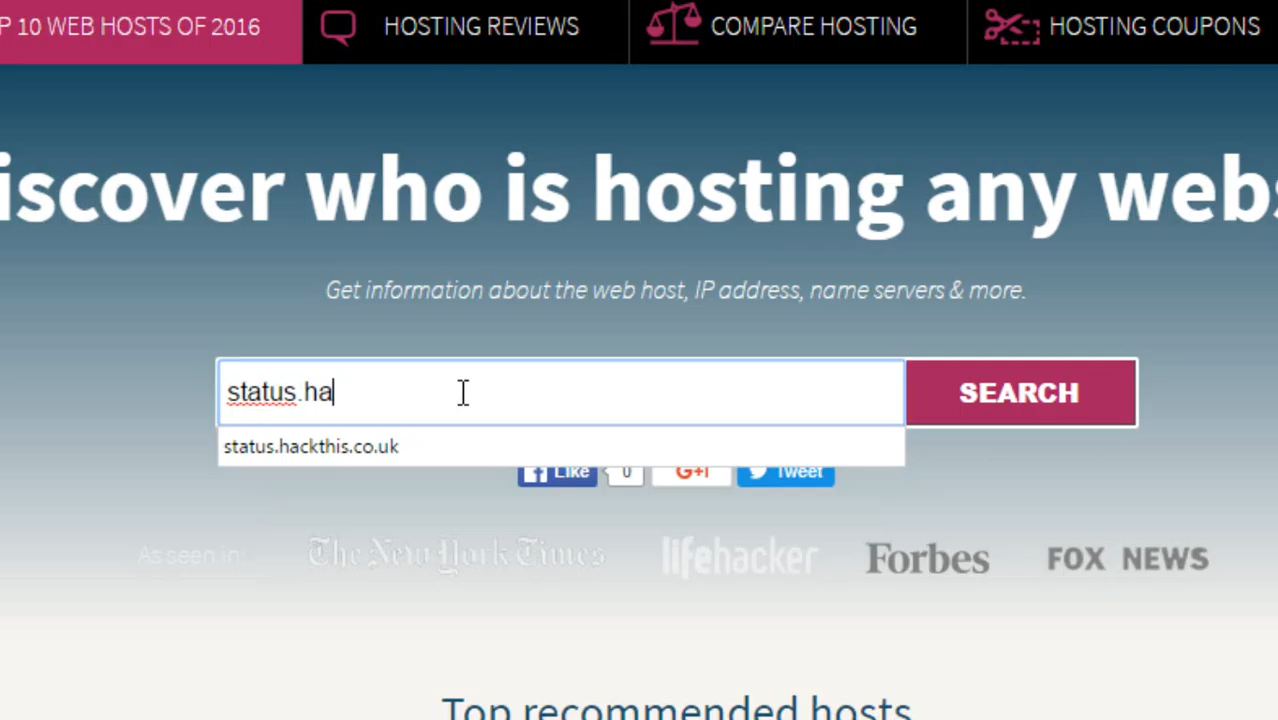 P 10 WEB HOSTS OF 2016 HOSTING REVIEWS COMPARE HOSTING HOSTING COUPONS
iscover who is hosting any webs
Get information about the web host, IP address, name servers & more.
status.ha SEARCH
status.hackthis.co.uk
Like 0 G+1 Tweet
As seen in: The New York Times lifehacker Forbes FOX NEWS
Top recommended hosts